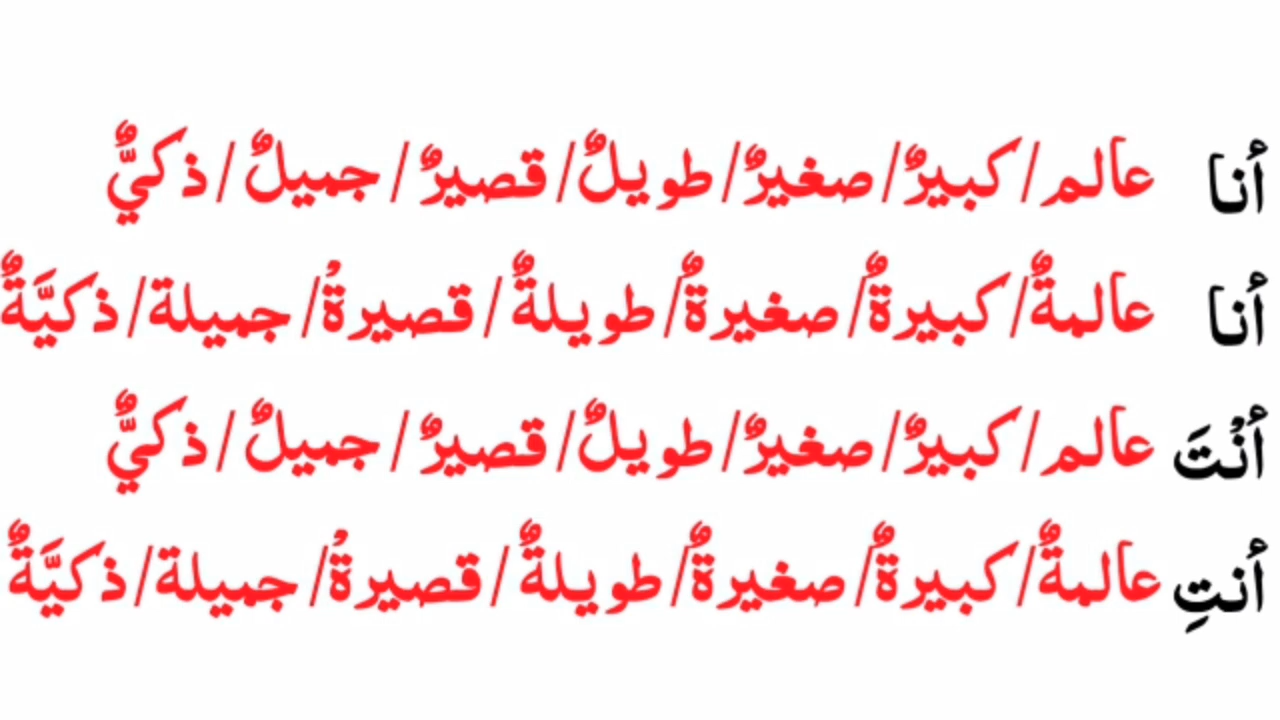 أنا عالم/كبيرٌ/صغيرٌ/طويلٌ/قصيرٌ/جميلٌ/ذكيٌّ
أنا عالمةٌ/كبيرةٌ/صغيرةٌ/طويلةٌ/قصيرةُ/جميلة/ذكيَّةٌ
أنْتَ عالم/كبيرٌ/صغيرٌ/طويلٌ/قصيرٌ/جميلٌ/ذكيٌّ
أنتِ عالمةٌ/كبيرةٌ/صغيرةٌ/طويلةٌ/قصيرةُ/جميلة/ذكيَّةٌ